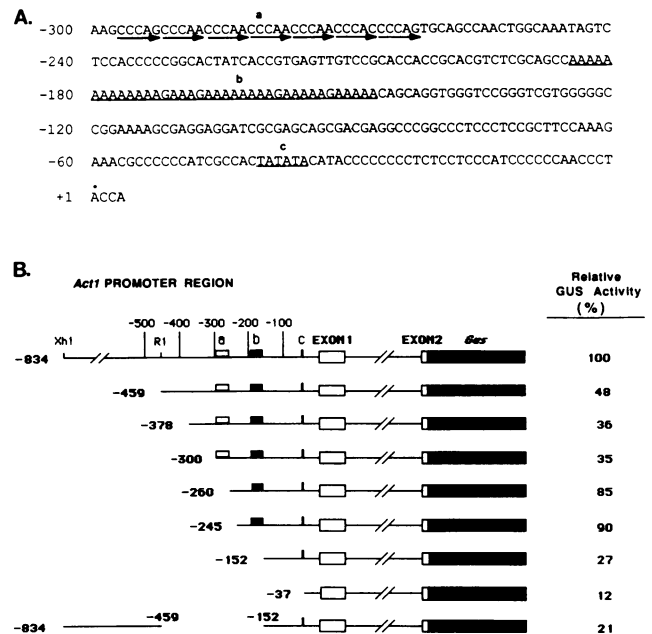 A.
a
-300 AAGCCCAGCCCAACCCAACCCAACCCAACCCACCCCAGTGCAGCCAACTGGCAAATAGTC
-240 TCCACCCCCGGCACTATCACCGTGAGTTGTCCGCACCACCGCACGTCTCGCAGCCAAAAA
b
-180 AAAAAAAAGAAAGAAAAAAAAGAAAAAGAAAAACAGCAGGTGGGTCCGGGTCGTGGGGGC
-120 CGGAAAAGCGAGGAGGATCGCGAGCAGCGACGAGGCCCGGCCCTCCCTCCGCTTCCAAAG
c
-60 AAACGCCCCCCATCGCCACTATATACATACCCCCCCCTCTCCTCCCATCCCCCCAACCCT
+1 ACCA
B.
Act1 PROMOTER REGION
Relative
GUS Activity
(%)
-500 -400 -300 -200 -100
Xh1 R1 a b C EXON1 EXON2 Gus
-834 100
-459 48
-378 36
-300 35
-260 85
-245 90
-152 27
-37 12
-834 -459 -152 21